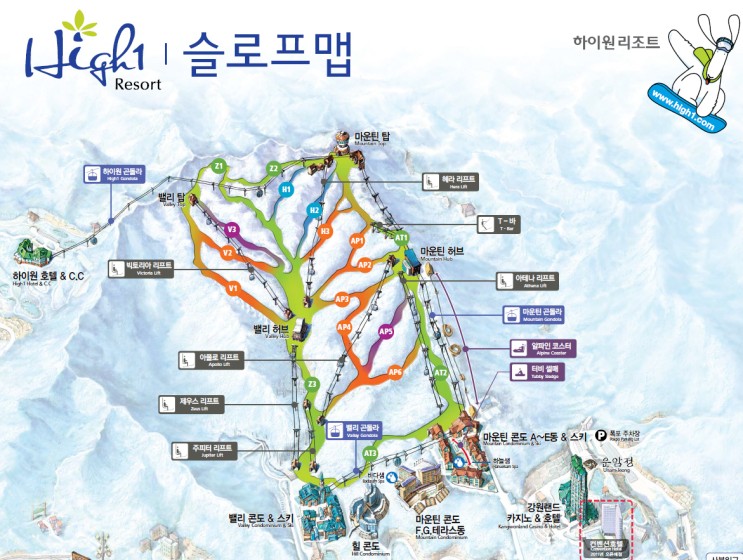 High1
Resort
슬로프맵
하이원리조트
www.high1.com
마운틴 탑
Mountain Top
Z1
Z2
하이원 곤돌라
High1 Gondola
H1
헤라 리프트
Hera Lift
밸리 탑
Valley Top
H2
T - 바
T - Bar
V3
H3
AP1
AT1
마운틴 허브
Mountain Hub
하이원 호텔 & C.C
High1 Hotel & C.C
V2
빅토리아 리프트
Victoria Lift
AP2
아테나 리프트
Athena Lift
V1
AP3
마운틴 곤돌라
Mountain Gondola
밸리 허브
Valley Hub
AP4
AP5
알파인 코스터
Alpine Coaster
아폴로 리프트
Apollo Lift
AP6
AT2
터비 썰매
Z3
제우스 리프트
Zeus Lift
밸리 곤돌라
Valley Gondola
마운틴 콘도 A~E동 & 스키
Mountain Condominium & Ski
P
폭포 주차장
주피터 리프트
Jupiter Lift
AT3
하늘샘
운암정
바다샘
밸리 콘도 & 스키
Valley Condominium & Ski
힐 콘도
Hill Condominium
마운틴 콘도
F,G,테라스동
Mountain Condominium
강원랜드
카지노 & 호텔
Kangwonland Casino & Hotel
컨벤션호텔